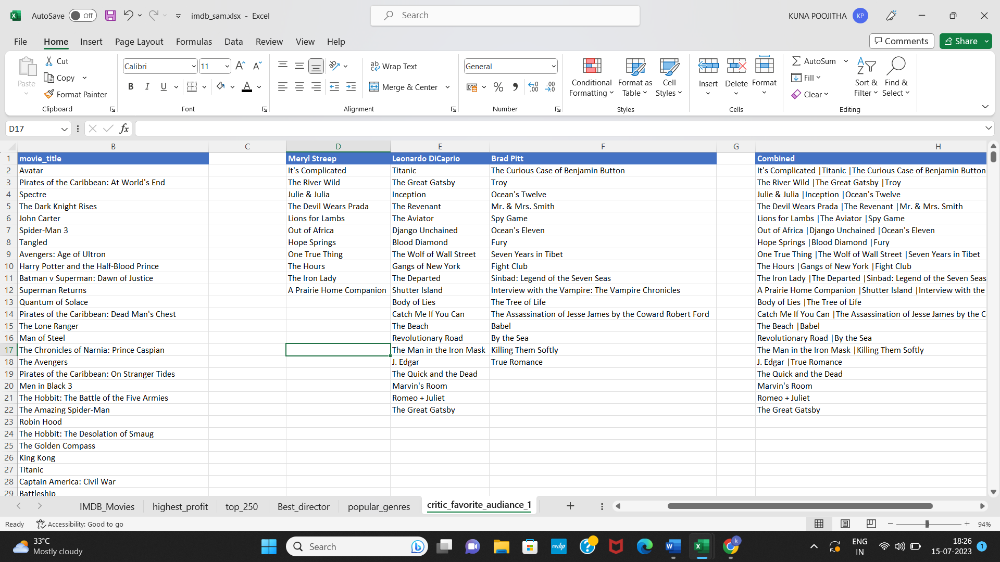 AutoSave Off imdb_sam.xlsx - Excel Search KUNA POOJITHA KP
File Home Insert Page Layout Formulas Data Review View Help Comments Share
Paste Cut Copy Format Painter Clipboard
Calibri 11 B I U A Font
Wrap Text Merge & Center Alignment
General % Number
Conditional Formatting Format as Table Cell Styles Styles
Insert Delete Format Cells
AutoSum Fill Clear Sort & Filter Find & Select Editing
D17 fx
B C D E F G H
1 movie_title Meryl Streep Leonardo DiCaprio Brad Pitt Combined
2 Avatar It's Complicated Titanic The Curious Case of Benjamin Button It's Complicated |Titanic |The Curious Case of Benjamin Button
3 Pirates of the Caribbean: At World's End The River Wild The Great Gatsby Troy The River Wild |The Great Gatsby |Troy
4 Spectre Julie & Julia Inception Ocean's Twelve Julie & Julia |Inception |Ocean's Twelve
5 The Dark Knight Rises The Devil Wears Prada The Revenant Mr. & Mrs. Smith The Devil Wears Prada |The Revenant |Mr. & Mrs. Smith
6 John Carter Lions for Lambs The Aviator Spy Game Lions for Lambs |The Aviator |Spy Game
7 Spider-Man 3 Out of Africa Django Unchained Ocean's Eleven Out of Africa |Django Unchained |Ocean's Eleven
8 Tangled Hope Springs Blood Diamond Fury Hope Springs |Blood Diamond |Fury
9 Avengers: Age of Ultron One True Thing The Wolf of Wall Street Seven Years in Tibet One True Thing |The Wolf of Wall Street |Seven Years in Tibet
10 Harry Potter and the Half-Blood Prince The Hours Gangs of New York Fight Club The Hours |Gangs of New York |Fight Club
11 Batman v Superman: Dawn of Justice The Iron Lady The Departed Sinbad: Legend of the Seven Seas The Iron Lady |The Departed |Sinbad: Legend of the Seven Seas
12 Superman Returns A Prairie Home Companion Shutter Island Interview with the Vampire: The Vampire Chronicles A Prairie Home Companion |Shutter Island |Interview with the
13 Quantum of Solace Body of Lies The Tree of Life Body of Lies |The Tree of Life
14 Pirates of the Caribbean: Dead Man's Chest Catch Me If You Can The Assassination of Jesse James by the Coward Robert Ford Catch Me If You Can |The Assassination of Jesse James by the C
15 The Lone Ranger The Beach Babel The Beach |Babel
16 Man of Steel Revolutionary Road By the Sea Revolutionary Road |By the Sea
17 The Chronicles of Narnia: Prince Caspian The Man in the Iron Mask Killing Them Softly The Man in the Iron Mask |Killing Them Softly
18 The Avengers J. Edgar True Romance J. Edgar |True Romance
19 Pirates of the Caribbean: On Stranger Tides The Quick and the Dead The Quick and the Dead
20 Men in Black 3 Marvin's Room Marvin's Room
21 The Hobbit: The Battle of the Five Armies Romeo + Juliet Romeo + Juliet
22 The Amazing Spider-Man The Great Gatsby The Great Gatsby
23 Robin Hood
24 The Hobbit: The Desolation of Smaug
25 The Golden Compass
26 King Kong
27 Titanic
28 Captain America: Civil War
29 Battleship
IMDB_Movies highest_profit top_250 Best_director popular_genres critic_favorite_audiance_1
Ready Accessibility: Good to go 94%
33°C Mostly cloudy Search myhp ENG IN 18:26 15-07-2023 1